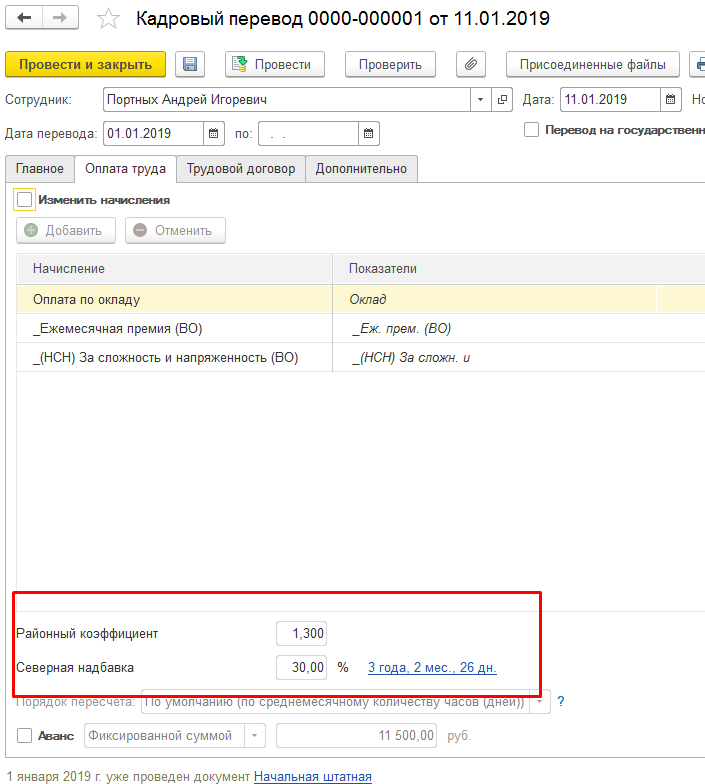 Кадровый перевод 0000-000001 от 11.01.2019
Провести и закрыть Провести Проверить Присоединенные файлы
Сотрудник: Портных Андрей Игоревич Дата: 11.01.2019 Но
Дата перевода: 01.01.2019 по: . . Перевод на государственн
Главное Оплата труда Трудовой договор Дополнительно
Изменить начисления
Добавить Отменить
Начисление Показатели
Оплата по окладу Оклад
_Ежемесячная премия (ВО) _Еж. прем. (ВО)
_(НСН) За сложность и напряженность (ВО) _(НСН) За сложн. и
Районный коэффициент 1,300
Северная надбавка 30,00 % 3 года, 2 мес., 26 дн.
Порядок пересчета: По умолчанию (по среднемесячному количеству часов (дней)) ?
Аванс Фиксированной суммой 11 500,00 руб.
1 января 2019 г. уже проведен документ Начальная штатная